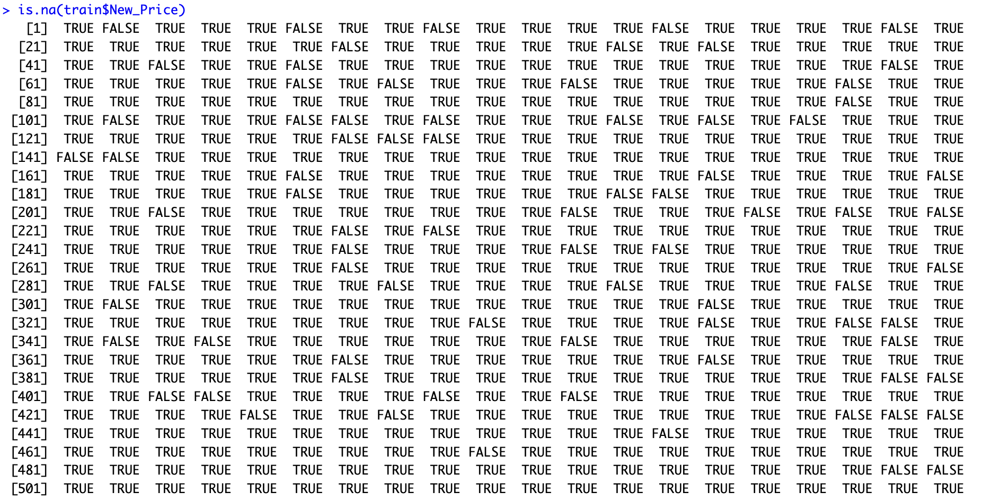 > is.na(train$New_Price)
[1] TRUE FALSE TRUE TRUE TRUE FALSE TRUE TRUE FALSE TRUE TRUE TRUE TRUE FALSE TRUE TRUE TRUE TRUE FALSE TRUE
[21] TRUE TRUE TRUE TRUE TRUE TRUE FALSE TRUE TRUE TRUE TRUE TRUE FALSE TRUE FALSE TRUE TRUE TRUE TRUE TRUE
[41] TRUE TRUE FALSE TRUE TRUE FALSE TRUE TRUE TRUE TRUE TRUE TRUE TRUE TRUE TRUE TRUE TRUE TRUE FALSE TRUE
[61] TRUE TRUE TRUE TRUE TRUE FALSE TRUE FALSE TRUE TRUE TRUE FALSE TRUE TRUE TRUE TRUE TRUE FALSE TRUE TRUE
[81] TRUE TRUE TRUE TRUE TRUE TRUE TRUE TRUE TRUE TRUE TRUE TRUE TRUE TRUE TRUE TRUE TRUE FALSE TRUE TRUE
[101] TRUE FALSE TRUE TRUE TRUE FALSE FALSE TRUE FALSE TRUE TRUE TRUE FALSE TRUE FALSE TRUE FALSE TRUE TRUE TRUE
[121] TRUE TRUE TRUE TRUE TRUE TRUE FALSE FALSE FALSE TRUE TRUE TRUE TRUE TRUE TRUE TRUE TRUE TRUE TRUE TRUE
[141] FALSE FALSE TRUE TRUE TRUE TRUE TRUE TRUE TRUE TRUE TRUE TRUE TRUE TRUE TRUE TRUE TRUE TRUE TRUE TRUE
[161] TRUE TRUE TRUE TRUE TRUE FALSE TRUE TRUE TRUE TRUE TRUE TRUE TRUE TRUE FALSE TRUE TRUE TRUE TRUE FALSE
[181] TRUE TRUE TRUE TRUE TRUE FALSE TRUE TRUE TRUE TRUE TRUE TRUE FALSE FALSE TRUE TRUE TRUE TRUE TRUE TRUE
[201] TRUE TRUE FALSE TRUE TRUE TRUE TRUE TRUE TRUE TRUE TRUE FALSE TRUE TRUE TRUE FALSE TRUE FALSE TRUE FALSE
[221] TRUE TRUE TRUE TRUE TRUE TRUE FALSE TRUE FALSE TRUE TRUE TRUE TRUE TRUE TRUE TRUE TRUE TRUE TRUE TRUE
[241] TRUE TRUE TRUE TRUE TRUE TRUE FALSE TRUE TRUE TRUE TRUE FALSE TRUE FALSE TRUE TRUE TRUE TRUE TRUE TRUE
[261] TRUE TRUE TRUE TRUE TRUE TRUE FALSE TRUE TRUE TRUE TRUE TRUE TRUE TRUE TRUE TRUE TRUE TRUE TRUE FALSE
[281] TRUE TRUE FALSE TRUE TRUE TRUE TRUE FALSE TRUE TRUE TRUE TRUE FALSE TRUE TRUE TRUE TRUE FALSE TRUE TRUE
[301] TRUE FALSE TRUE TRUE TRUE TRUE TRUE TRUE TRUE TRUE TRUE TRUE TRUE TRUE FALSE TRUE TRUE TRUE TRUE TRUE
[321] TRUE TRUE TRUE TRUE TRUE TRUE TRUE TRUE TRUE FALSE TRUE TRUE TRUE TRUE FALSE TRUE TRUE FALSE FALSE TRUE
[341] TRUE FALSE TRUE FALSE TRUE TRUE TRUE TRUE TRUE TRUE TRUE FALSE TRUE TRUE TRUE TRUE TRUE TRUE FALSE TRUE
[361] TRUE TRUE TRUE TRUE TRUE TRUE FALSE TRUE TRUE TRUE TRUE TRUE TRUE TRUE FALSE TRUE TRUE TRUE TRUE TRUE
[381] TRUE TRUE TRUE TRUE TRUE TRUE FALSE TRUE TRUE TRUE TRUE TRUE TRUE TRUE TRUE TRUE TRUE TRUE FALSE FALSE
[401] TRUE TRUE FALSE FALSE TRUE TRUE TRUE TRUE FALSE TRUE TRUE FALSE TRUE TRUE TRUE TRUE TRUE TRUE TRUE TRUE
[421] TRUE TRUE TRUE TRUE FALSE TRUE TRUE FALSE TRUE TRUE TRUE TRUE TRUE TRUE TRUE TRUE TRUE FALSE FALSE FALSE
[441] TRUE TRUE TRUE TRUE TRUE TRUE TRUE TRUE TRUE TRUE TRUE TRUE TRUE FALSE TRUE TRUE TRUE TRUE TRUE TRUE
[461] TRUE TRUE TRUE TRUE TRUE TRUE TRUE TRUE TRUE FALSE TRUE TRUE TRUE TRUE TRUE TRUE TRUE TRUE TRUE TRUE
[481] TRUE TRUE TRUE TRUE TRUE TRUE TRUE TRUE TRUE TRUE TRUE TRUE TRUE TRUE TRUE TRUE TRUE TRUE FALSE FALSE
[501] TRUE TRUE TRUE TRUE TRUE TRUE TRUE TRUE TRUE TRUE TRUE TRUE TRUE TRUE TRUE TRUE TRUE TRUE TRUE TRUE